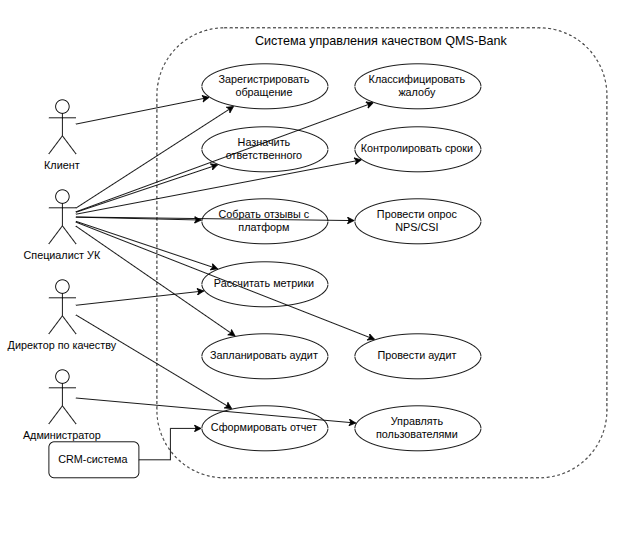 Система управления качеством QMS-Bank
Зарегистрировать
обращение
Классифицировать
жалобу
Назначить
ответственного
Контролировать сроки
Клиент
Собрать отзывы с
платформ
Провести опрос
NPS/CSI
Специалист УК
Рассчитать метрики
Директор по качеству
Запланировать аудит
Провести аудит
Администратор
Сформировать отчет
Управлять
пользователями
CRM-система